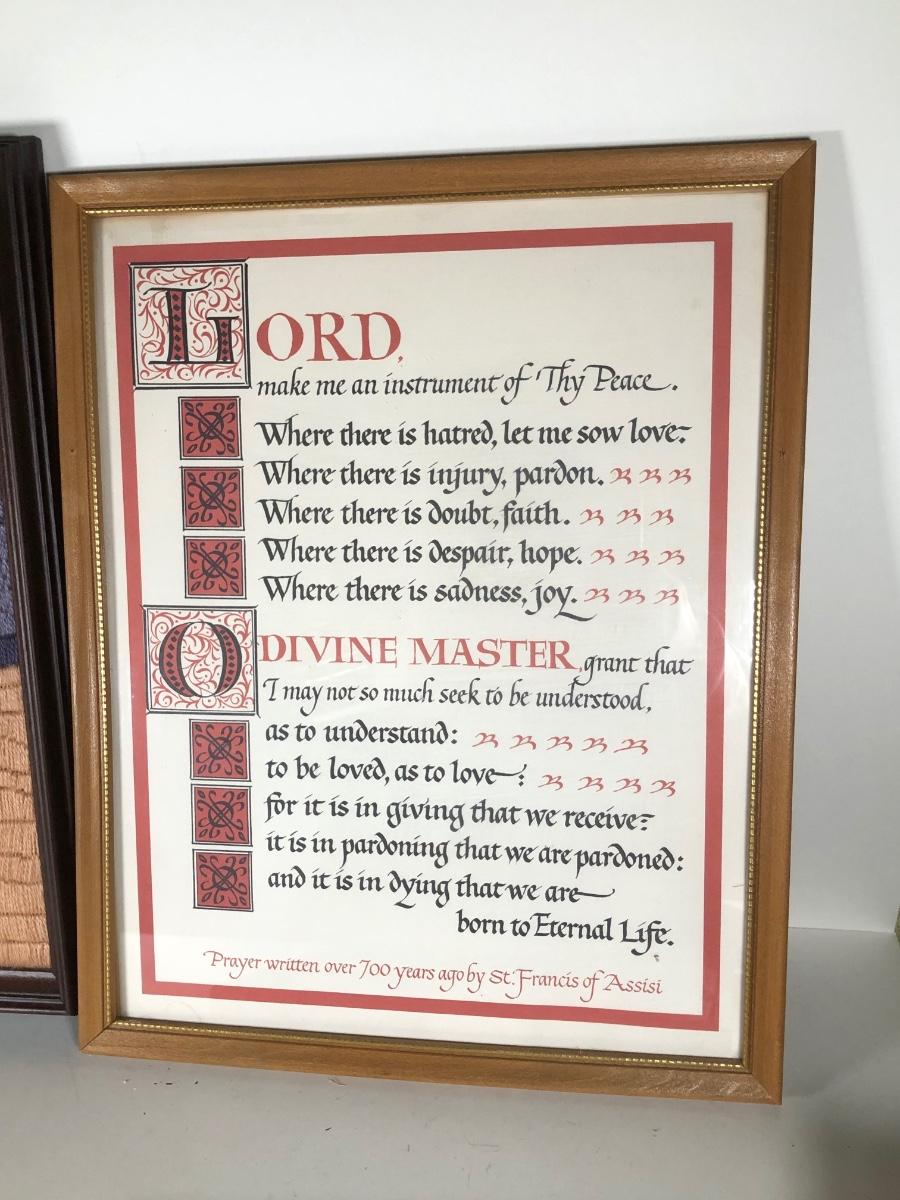 LORD,
make me an instrument of Thy Peace.
Where there is hatred, let me sow love:
Where there is injury, pardon.
Where there is doubt, faith.
Where there is despair, hope.
Where there is sadness, joy.
O DIVINE MASTER, grant that
I may not so much seek to be understood,
as to understand:
to be loved, as to love:
for it is in giving that we receive:
it is in pardoning that we are pardoned:
and it is in dying that we are
born to Eternal Life.
Prayer written over 700 years ago by St. Francis of Assisi